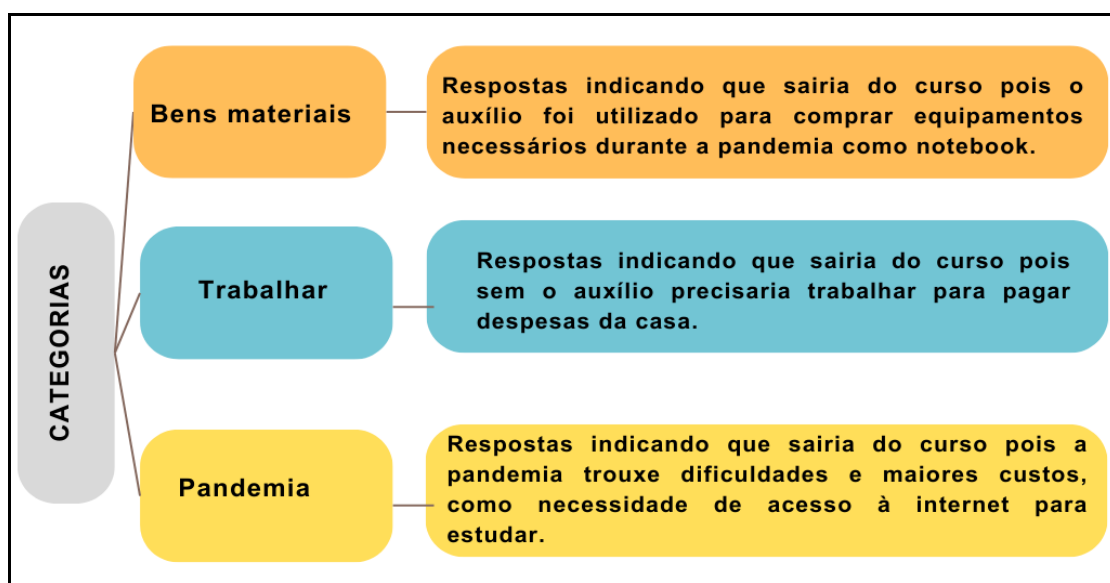 CATEGORIAS
Bens materiais
Respostas indicando que sairia do curso pois o
auxílio foi utilizado para comprar equipamentos
necessários durante a pandemia como notebook.
Trabalhar
Respostas indicando que sairia do curso pois
sem o auxílio precisaria trabalhar para pagar
despesas da casa.
Pandemia
Respostas indicando que sairia do curso pois a
pandemia trouxe dificuldades e maiores custos,
como necessidade de acesso à internet para
estudar.